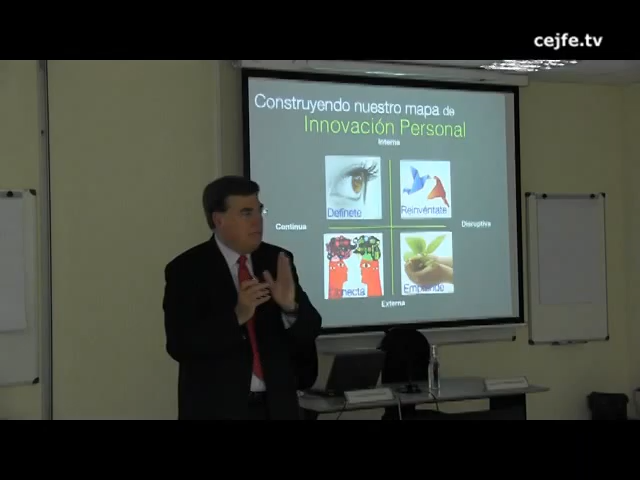 cejfe.tv
Construyendo nuestro mapa de
Innovación Personal
Interna
Defínete
Reinvéntate
Continua
Disruptiva
Conecta
Emprende
Externa